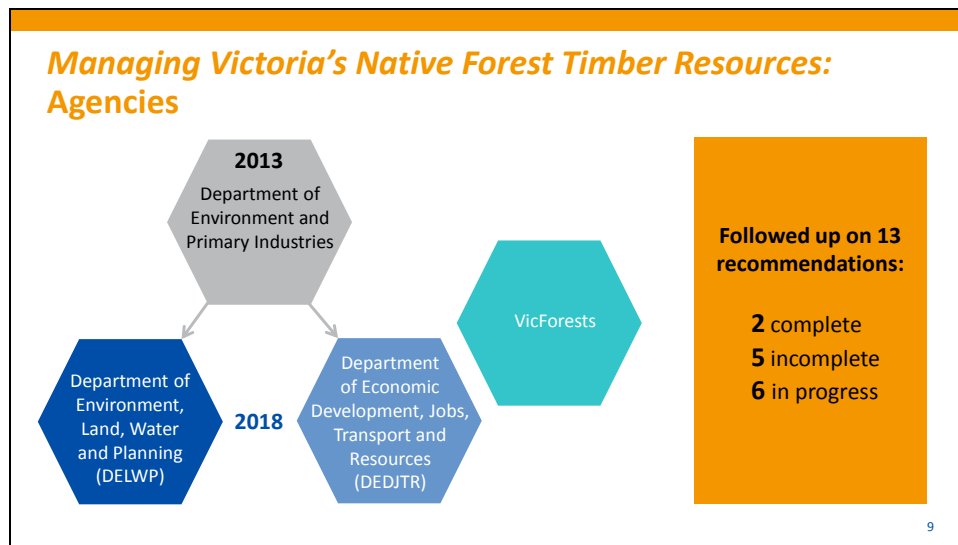 Managing Victoria's Native Forest Timber Resources:
Agencies
2013
Department of
Environment and
Primary Industries
VicForests
Department of
Environment,
Land, Water
and Planning
(DELWP)
2018
Department
of Economic
Development, Jobs,
Transport and
Resources
(DEDJTR)
Followed up on 13
recommendations:
2 complete
5 incomplete
6 in progress
9